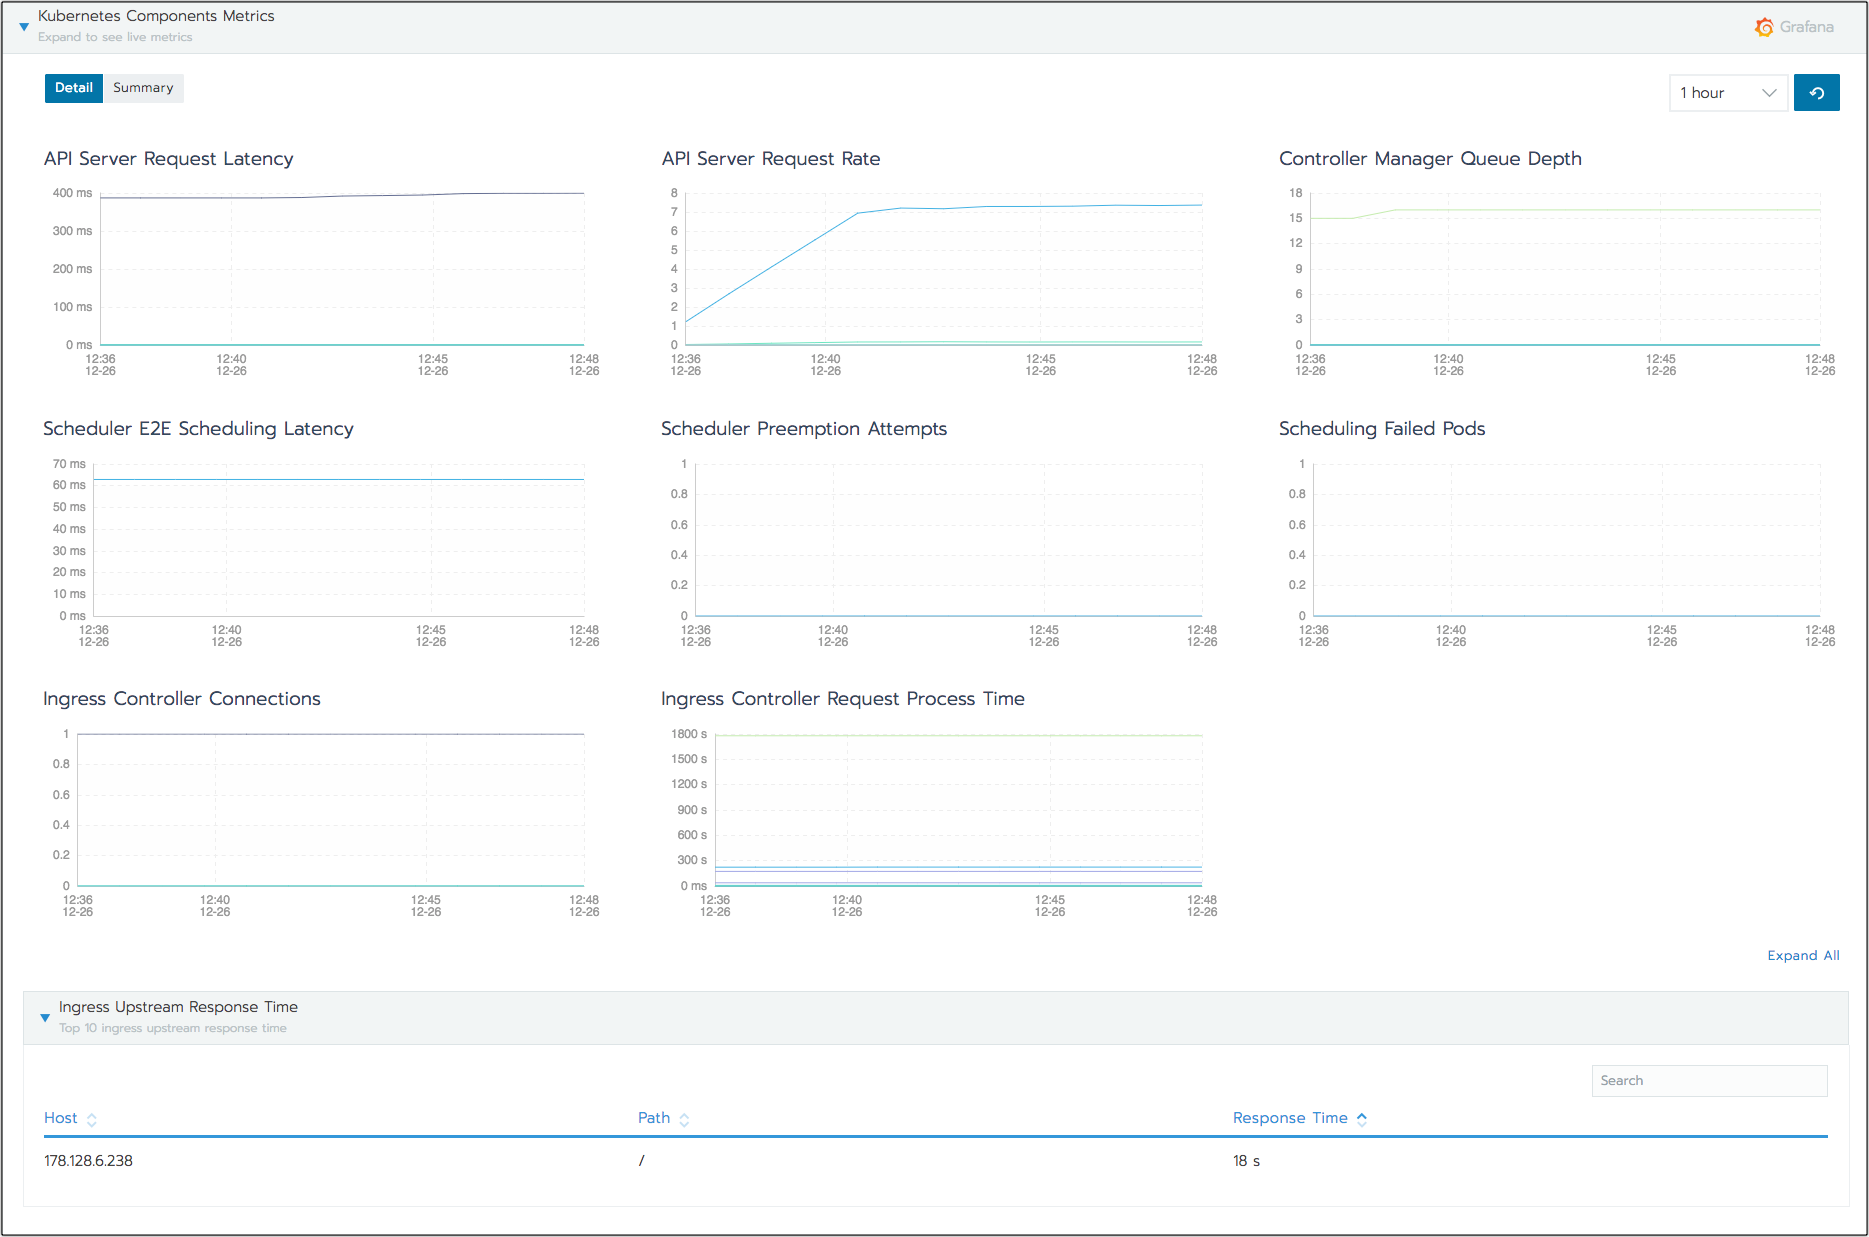 Kubernetes Components Metrics
Expand to see live metrics
Grafana
Detail
Summary
1 hour
API Server Request Latency
400 ms
300 ms
200 ms
100 ms
0 ms
12:36 12:40 12:45 12:48
12-26 12-26 12-26 12-26
API Server Request Rate
8
7
6
5
4
3
2
1
0
12:36 12:40 12:45 12:48
12-26 12-26 12-26 12-26
Controller Manager Queue Depth
18
15
12
9
6
3
0
12:36 12:40 12:45 12:48
12-26 12-26 12-26 12-26
Scheduler E2E Scheduling Latency
70 ms
60 ms
50 ms
40 ms
30 ms
20 ms
10 ms
0 ms
12:36 12:40 12:45 12:48
12-26 12-26 12-26 12-26
Scheduler Preemption Attempts
1
0.8
0.6
0.4
0.2
0
12:36 12:40 12:45 12:48
12-26 12-26 12-26 12-26
Scheduling Failed Pods
1
0.8
0.6
0.4
0.2
0
12:36 12:40 12:45 12:48
12-26 12-26 12-26 12-26
Ingress Controller Connections
1
0.8
0.6
0.4
0.2
0
12:36 12:40 12:45 12:48
12-26 12-26 12-26 12-26
Ingress Controller Request Process Time
1800 s
1500 s
1200 s
900 s
600 s
300 s
0 ms
12:36 12:40 12:45 12:48
12-26 12-26 12-26 12-26
Expand All
Ingress Upstream Response Time
Top 10 ingress upstream response time
Search
Host Path Response Time
178.128.6.238 / 18 s